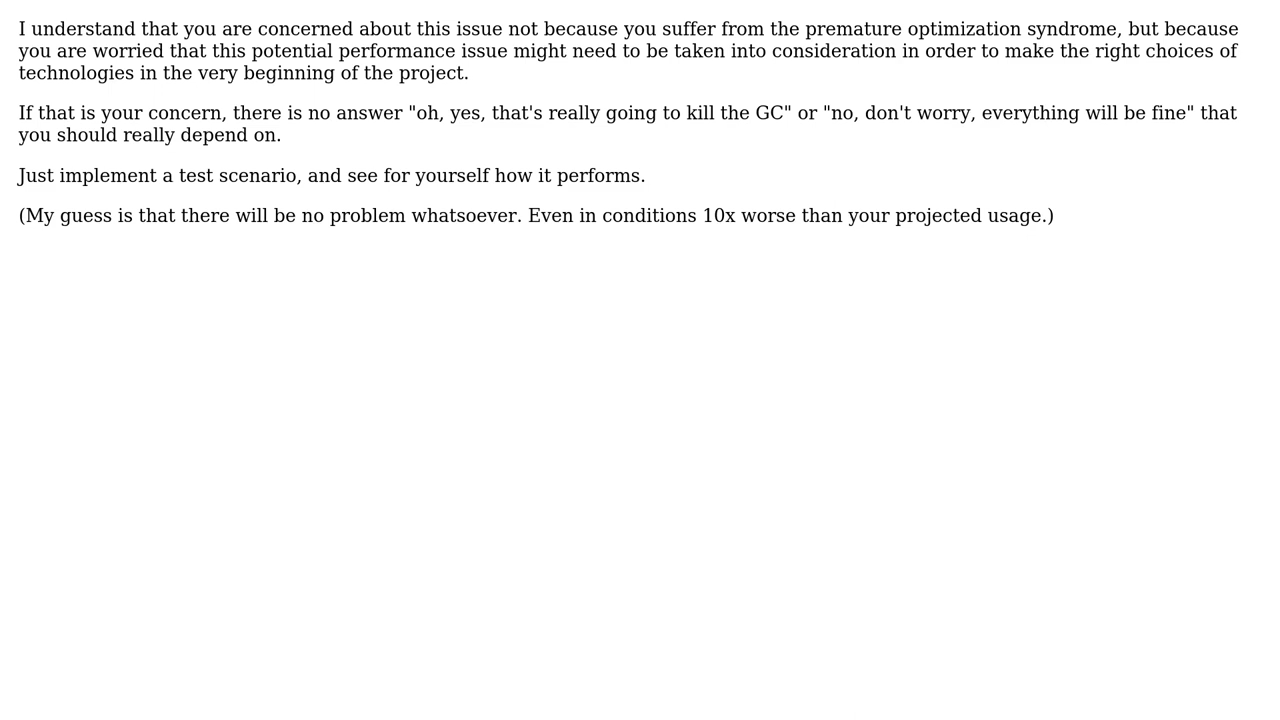 I understand that you are concerned about this issue not because you suffer from the premature optimization syndrome, but because
you are worried that this potential performance issue might need to be taken into consideration in order to make the right choices of
technologies in the very beginning of the project.
If that is your concern, there is no answer "oh, yes, that's really going to kill the GC" or "no, don't worry, everything will be fine" that
you should really depend on.
Just implement a test scenario, and see for yourself how it performs.
(My guess is that there will be no problem whatsoever. Even in conditions 10x worse than your projected usage.)